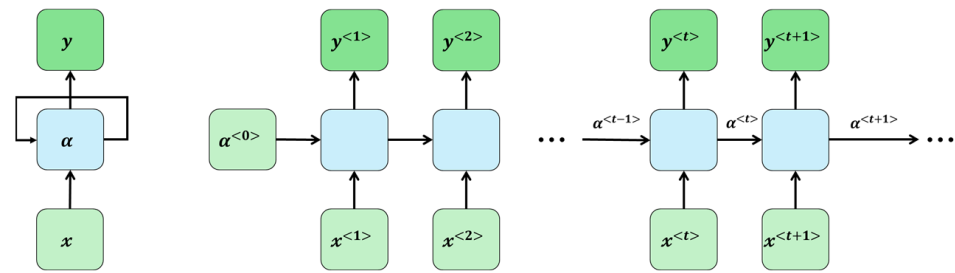 y y<1> y<2> y<t> y<t+1>
α<t-1> α<t> α<t+1>
α α<0> ... ...
x x<1> x<2> x<t> x<t+1>